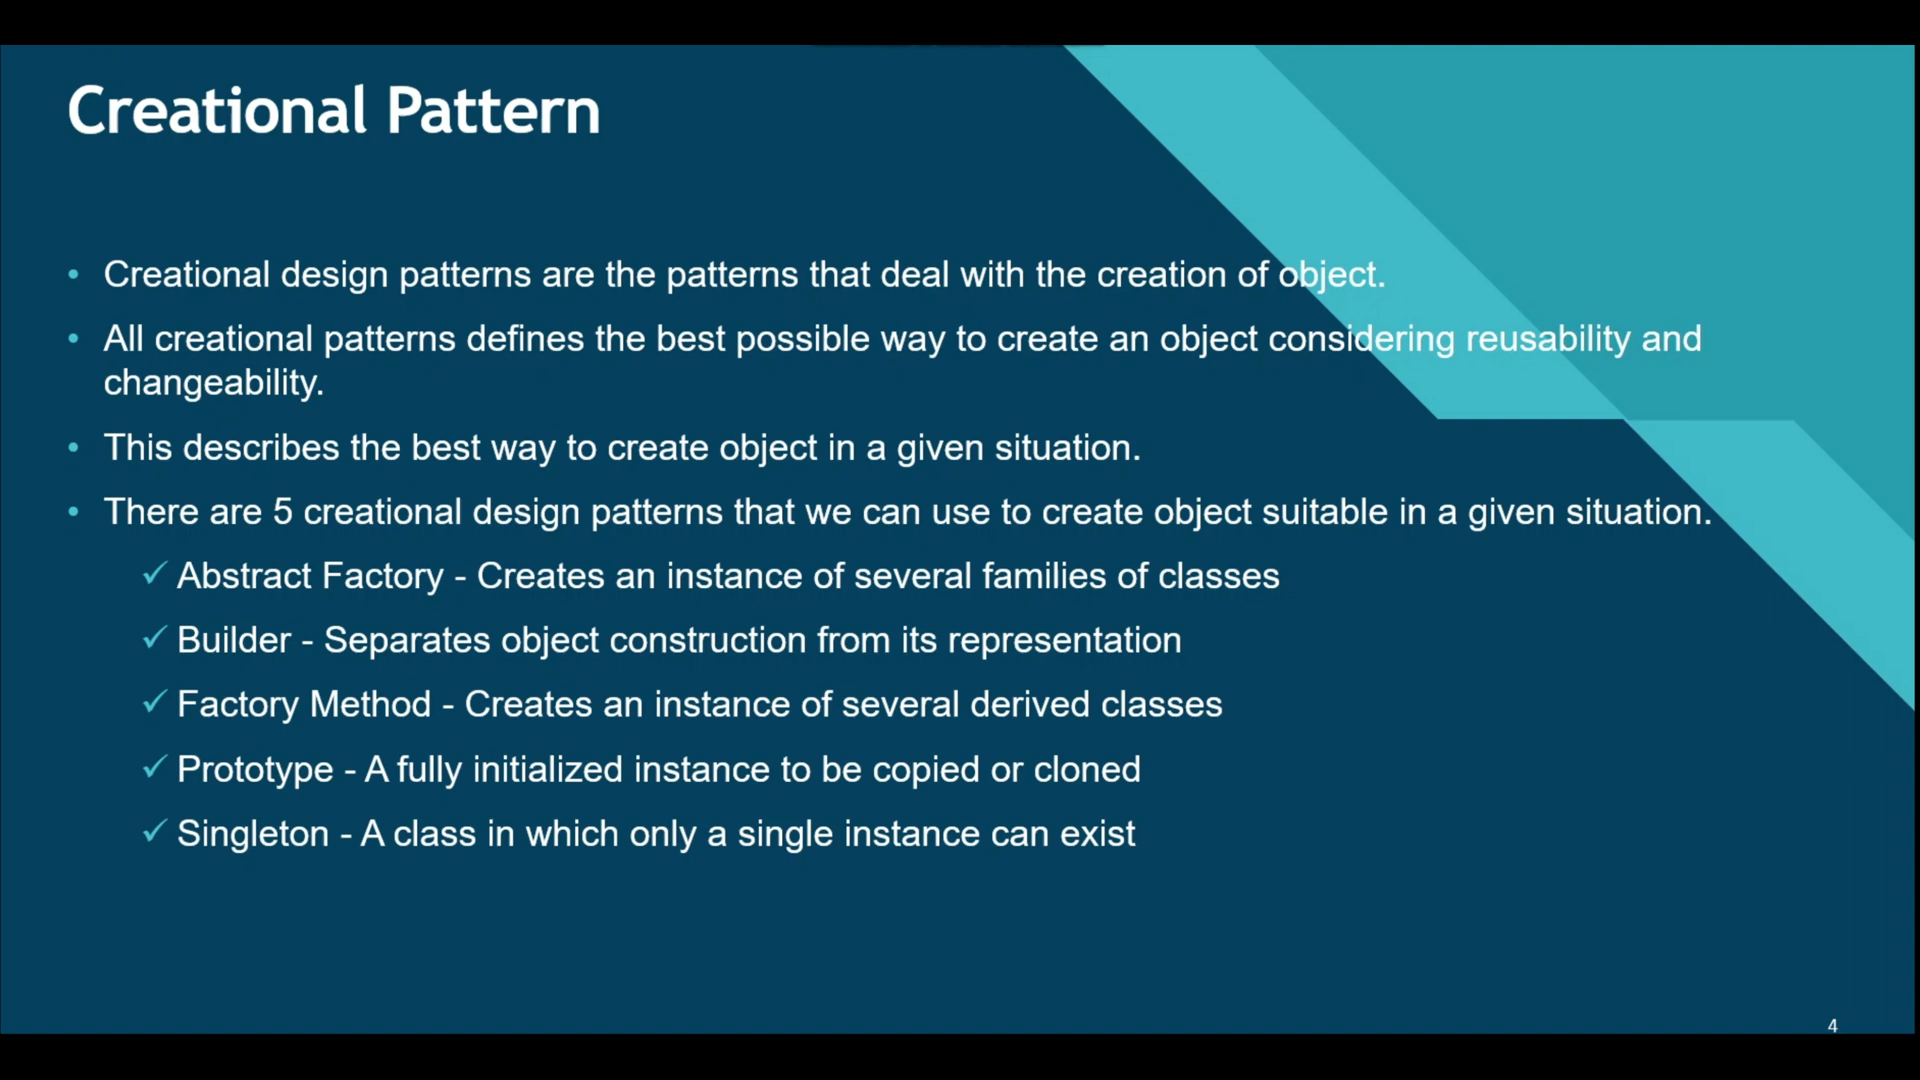 Creational Pattern
• Creational design patterns are the patterns that deal with the creation of object.
• All creational patterns defines the best possible way to create an object considering reusability and
changeability.
• This describes the best way to create object in a given situation.
• There are 5 creational design patterns that we can use to create object suitable in a given situation.
✓ Abstract Factory - Creates an instance of several families of classes
✓ Builder - Separates object construction from its representation
✓ Factory Method - Creates an instance of several derived classes
✓ Prototype - A fully initialized instance to be copied or cloned
✓ Singleton - A class in which only a single instance can exist
4